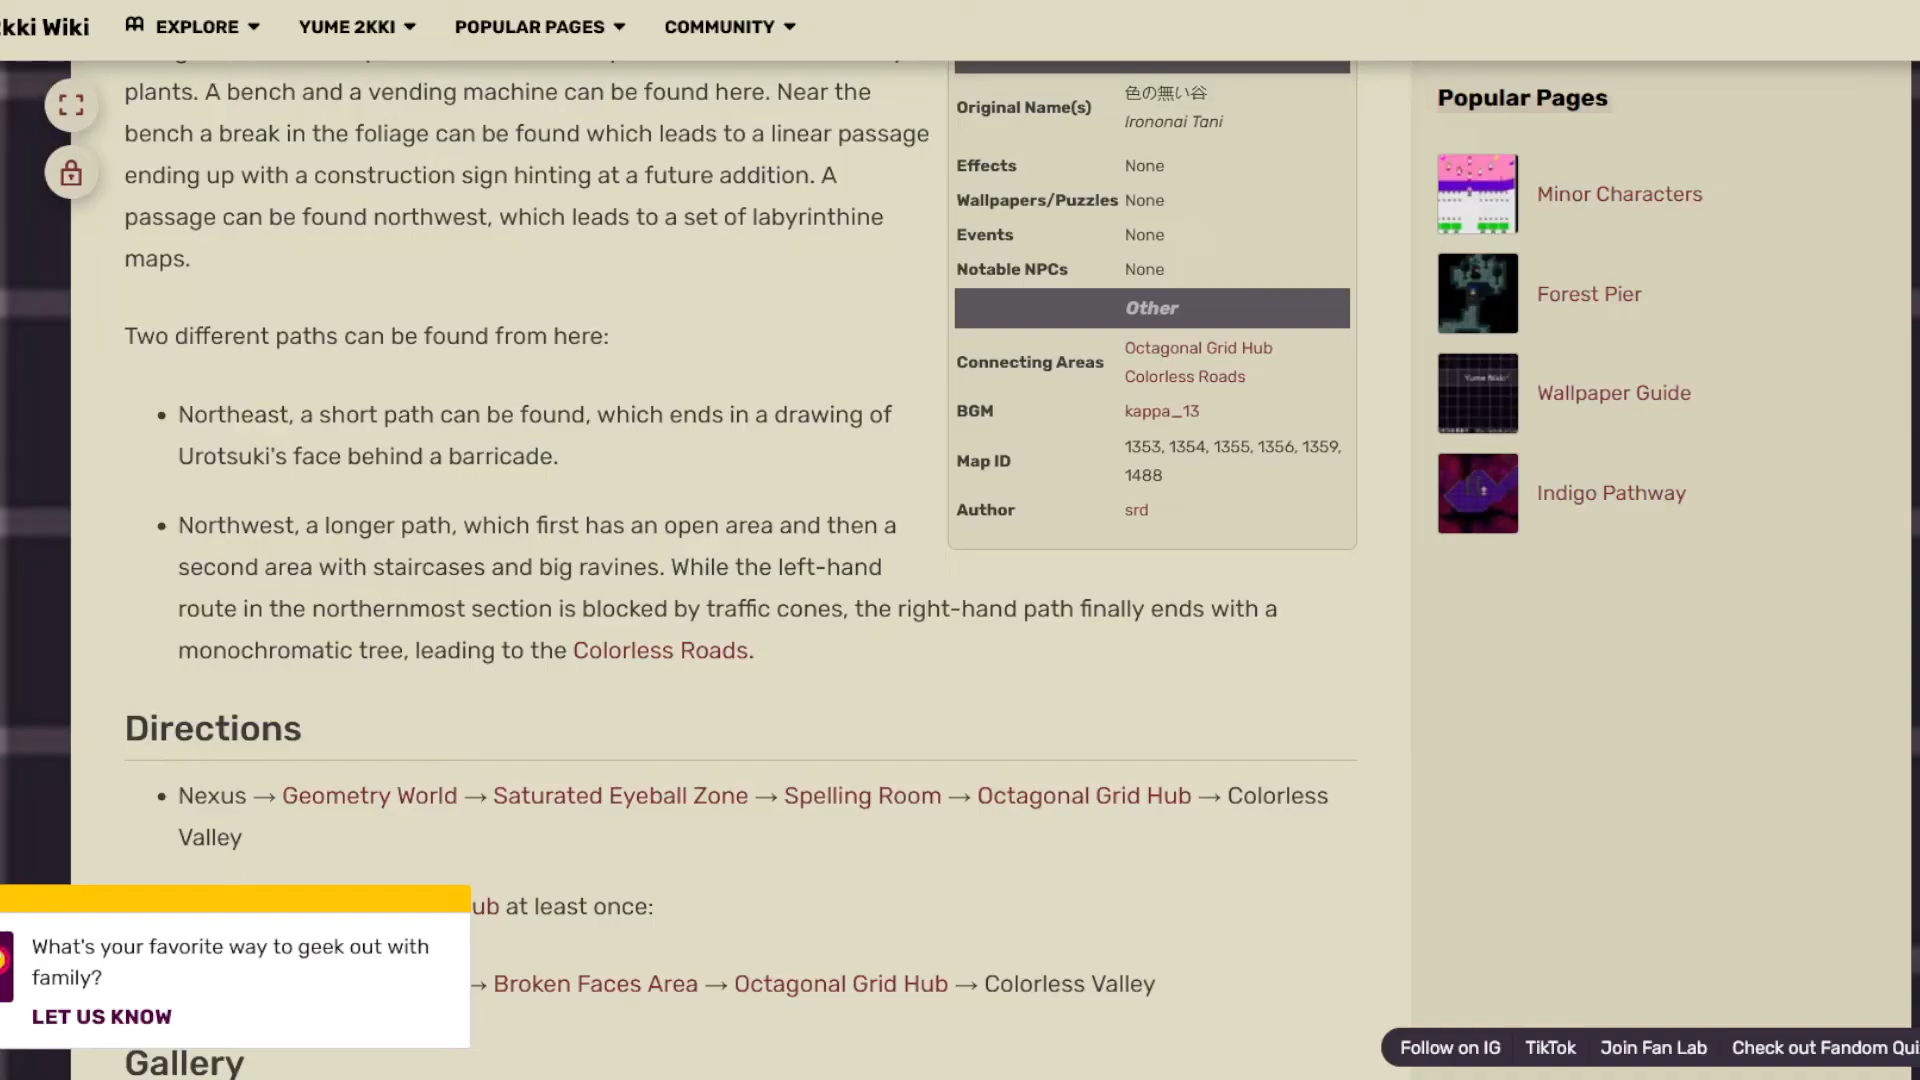 kki Wiki
EXPLORE
YUME 2KKI
POPULAR PAGES
COMMUNITY
plants. A bench and a vending machine can be found here. Near the
bench a break in the foliage can be found which leads to a linear passage
ending up with a construction sign hinting at a future addition. A
passage can be found northwest, which leads to a set of labyrinthine
maps.
Two different paths can be found from here:
• Northeast, a short path can be found, which ends in a drawing of
Urotsuki's face behind a barricade.
• Northwest, a longer path, which first has an open area and then a
second area with staircases and big ravines. While the left-hand
route in the northernmost section is blocked by traffic cones, the right-hand path finally ends with a
monochromatic tree, leading to the Colorless Roads.
Original Name(s)
色の無い谷
Irononai Tani
Effects None
Wallpapers/Puzzles None
Events None
Notable NPCs None
Other
Connecting Areas
Octagonal Grid Hub
Colorless Roads
BGM kappa_13
Map ID
1353, 1354, 1355, 1356, 1359,
1488
Author srd
Directions
• Nexus → Geometry World → Saturated Eyeball Zone → Spelling Room → Octagonal Grid Hub → Colorless
Valley
ub at least once:
→ Broken Faces Area → Octagonal Grid Hub → Colorless Valley
Gallery
Popular Pages
Minor Characters
Forest Pier
Wallpaper Guide
Indigo Pathway
What's your favorite way to geek out with
family?
LET US KNOW
Follow on IG
TikTok
Join Fan Lab
Check out Fandom Qui